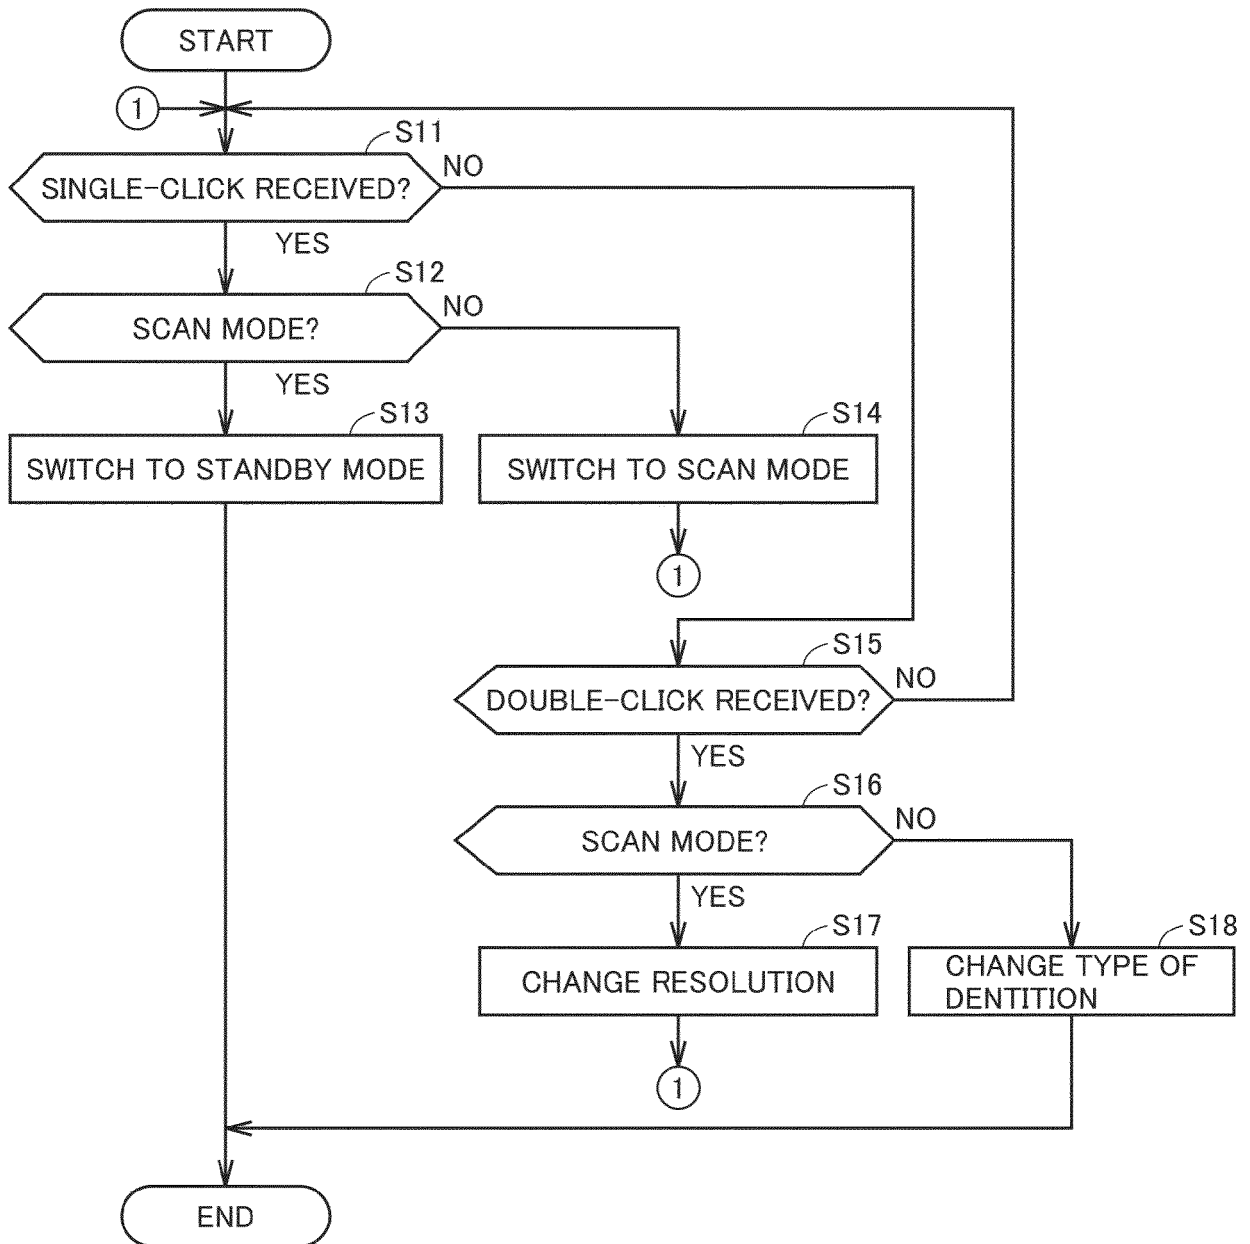 START
1
S11
SINGLE-CLICK RECEIVED?
NO
YES
S12
SCAN MODE?
NO
YES
S13
SWITCH TO STANDBY MODE
S14
SWITCH TO SCAN MODE
1
S15
DOUBLE-CLICK RECEIVED?
NO
YES
S16
SCAN MODE?
NO
YES
S17
CHANGE RESOLUTION
S18
CHANGE TYPE OF
DENTITION
1
END